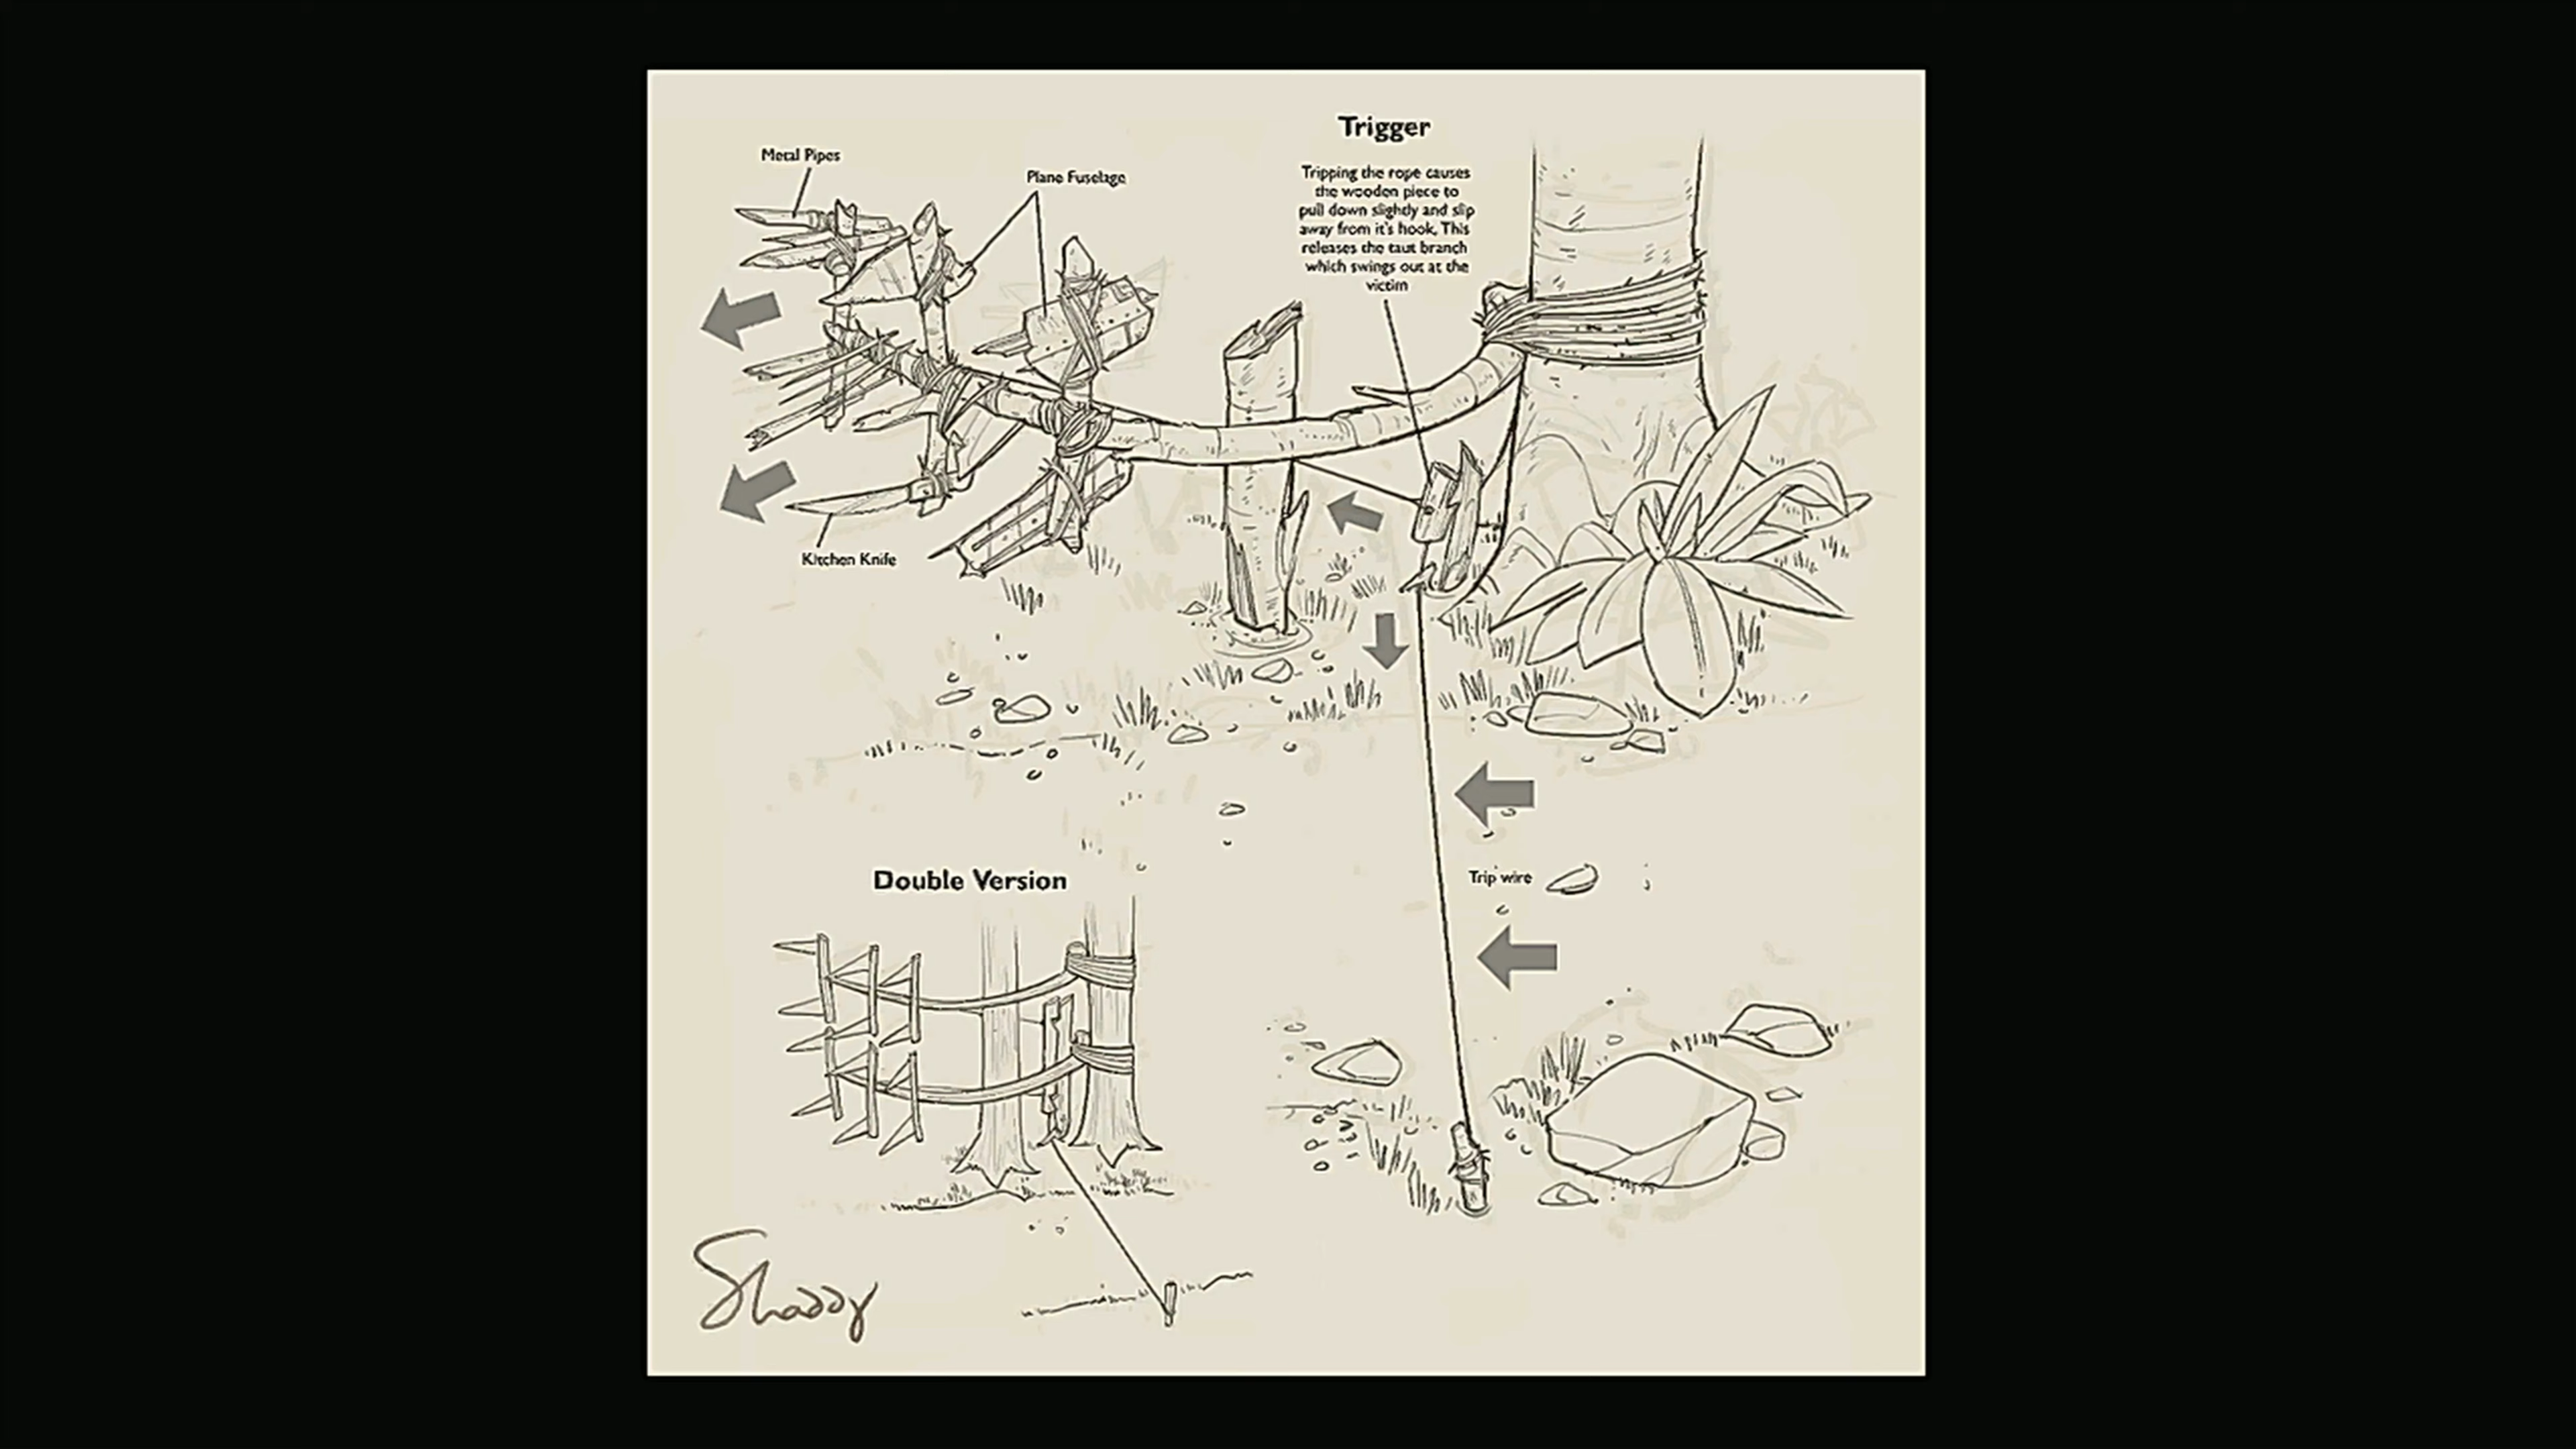 Trigger
Metal Pipes
Plane Fuselage
Tripping the rope causes
the wooden piece to
pull down slightly and slip
away from it's hook. This
releases the taut branch
which swings out at the
victim
Kitchen Knife
Double Version
Trip wire
Shaddy